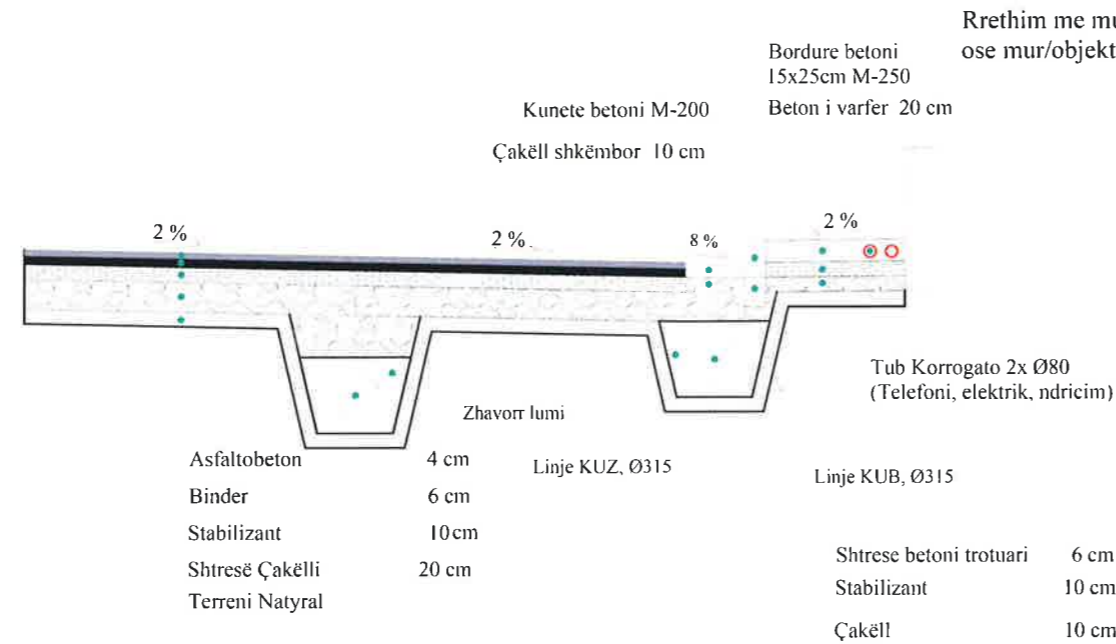 Rrethim me
ose mur/objekt
Bordure betoni
15x25cm M-250
Kunete betoni M-200
Beton i varfer 20 cm
Çakëll shkëmbor 10 cm
2 %
2 %
8 %
2 %
Tub Korrogato 2x Ø80
(Telefoni, elektrik, ndricim)
Zhavorr lumi
Asfaltobeton 4 cm
Linje KUZ, Ø315
Linje KUB, Ø315
Binder 6 cm
Stabilizant 10 cm
Shtresë Çakëlli 20 cm
Terreni Natyral
Shtrese betoni trotuari 6 cm
Stabilizant 10 cm
Çakëll 10 cm